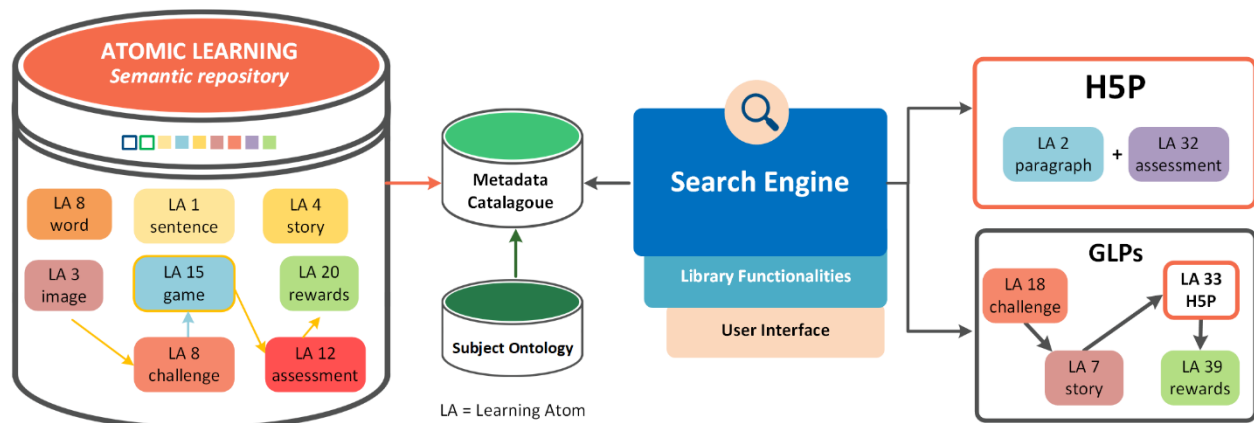 ATOMIC LEARNING
Semantic repository
LA 8
word
LA 1
sentence
LA 4
story
LA 3
image
LA 15
game
LA 20
rewards
LA 8
challenge
LA 12
assessment
Metadata
Catalagoue
Subject Ontology
LA = Learning Atom
Search Engine
Library Functionalities
User Interface
H5P
LA 2
paragraph
+
LA 32
assessment
GLPs
LA 18
challenge
LA 33
H5P
LA 7
story
LA 39
rewards